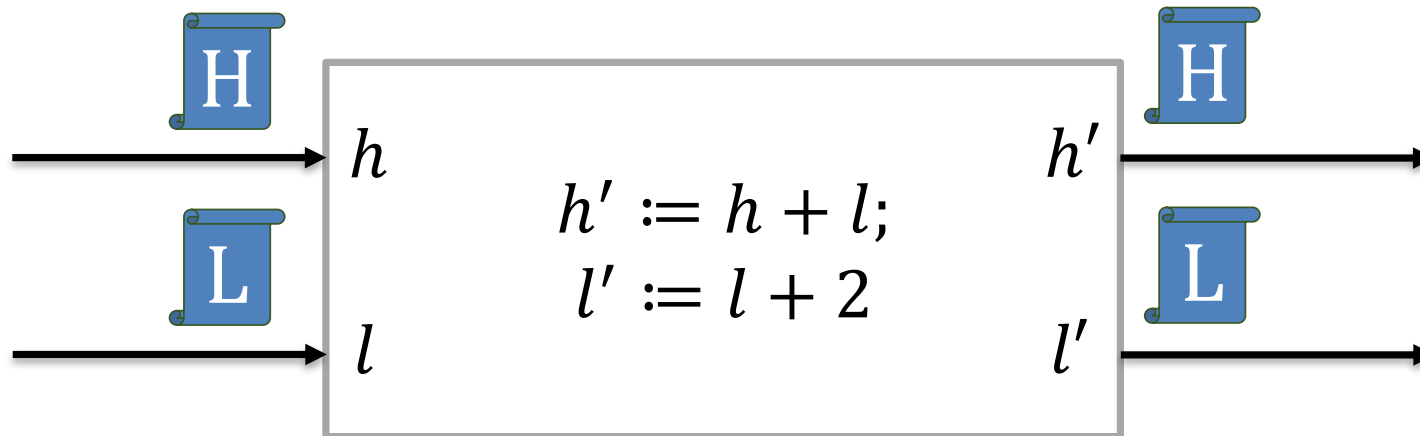 H
H
h
h′
h′ ≔ h + l;
L
L
l′ ≔ l + 2
l
l′